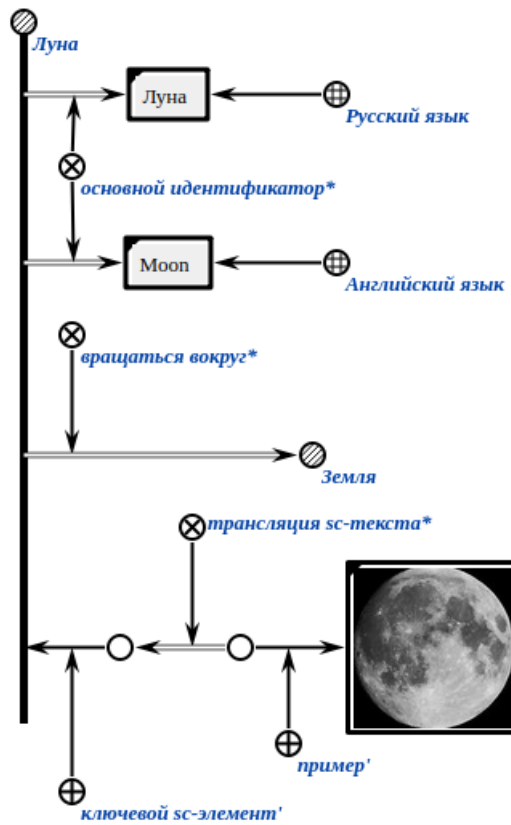 Луна
Луна
Русский язык
основной идентификатор*
Moon
Английский язык
вращаться вокруг*
Земля
трансляция sc-текста*
пример'
ключевой sc-элемент'